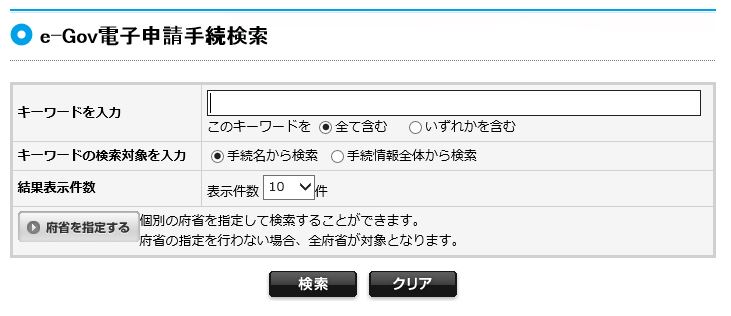 e-Gov電子申請手続検索
キーワードを入力
このキーワードを 全て含む いずれかを含む
キーワードの検索対象を入力 手続名から検索 手続情報全体から検索
結果表示件数 表示件数 10 件
府省を指定する 個別の府省を指定して検索することができます。
府省の指定を行わない場合、全府省が対象となります。
検索 クリア